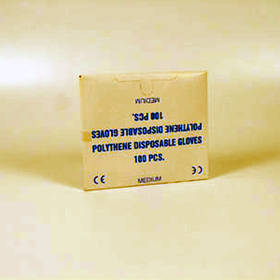 MEDIUM
100 PCS.
POLYTHENE DISPOSABLE GLOVES
POLYTHENE DISPOSABLE GLOVES
100 PCS.
CE CE
MEDIUM